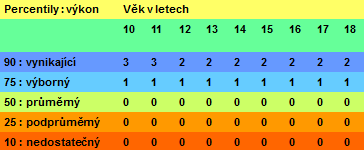 Percentily : výkon Věk v letech
10 11 12 13 14 15 16 17 18
90 : vynikající 3 3 2 2 2 2 2 2 2
75 : výborný 1 1 1 1 1 1 1 1 1
50 : průměrný 0 0 0 0 0 0 0 0 0
25 : podprůměrný 0 0 0 0 0 0 0 0 0
10 : nedostatečný 0 0 0 0 0 0 0 0 0